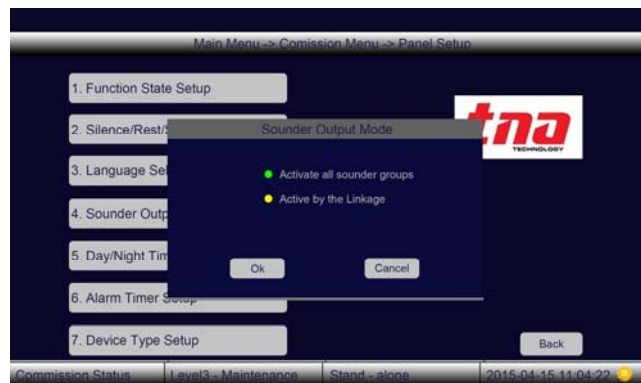 Main Menu -> Comission Menu -> Panel Setup
1. Function State Setup
2. Silence/Rest/
3. Language Sel
4. Sounder Outp
5. Day/Night Tim
6. Alarm Timer Setup
7. Device Type Setup
tna
TECHNOLOGY
Sounder Output Mode
Activate all sounder groups
Active by the Linkage
Ok
Cancel
Back
Commission Status
Level3 - Maintenance
Stand - alone
2015-04-15 11:04:22